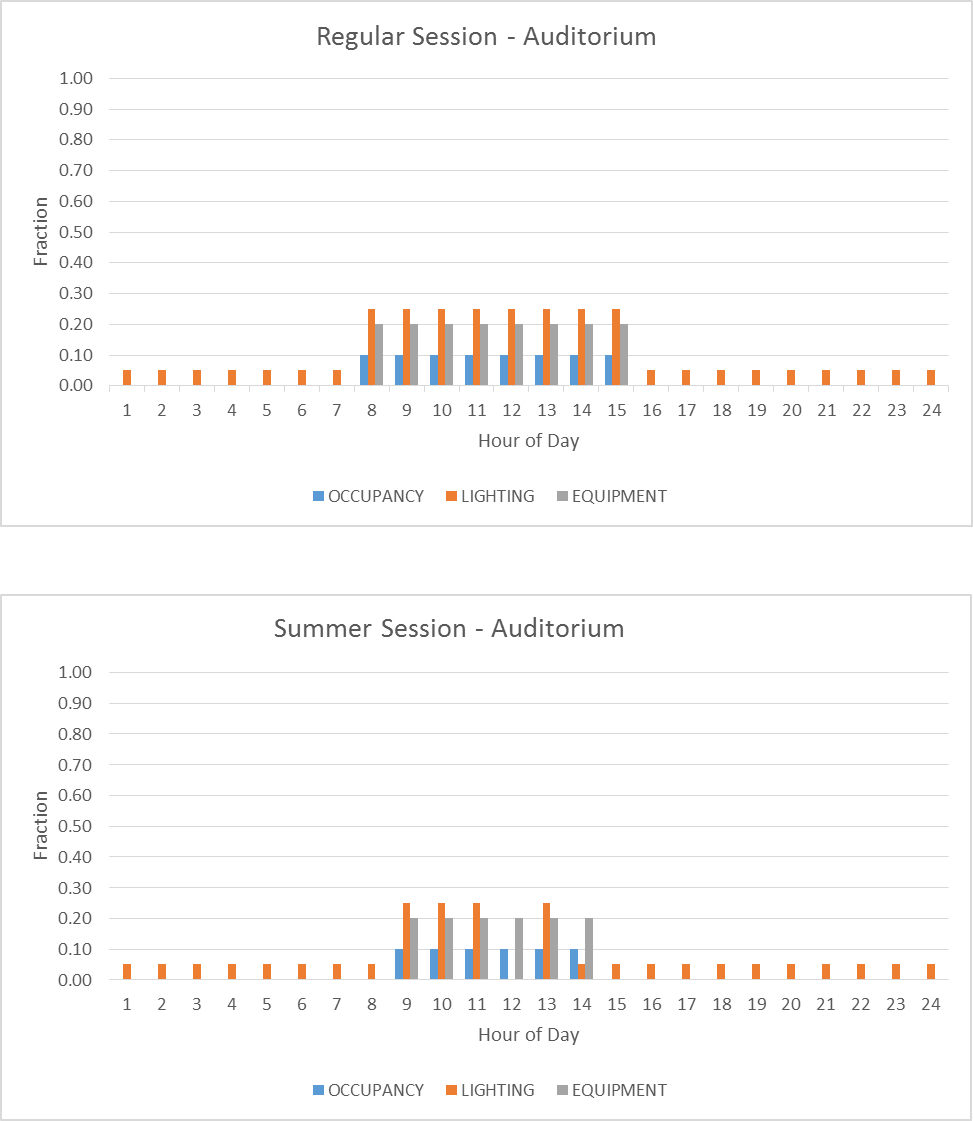 Regular Session - Auditorium
1.00
0.90
0.80
0.70
0.60
0.50
0.40
0.30
0.20
0.10
0.00
Fraction
1 2 3 4 5 6 7 8 9 10 11 12 13 14 15 16 17 18 19 20 21 22 23 24
Hour of Day
OCCUPANCY LIGHTING EQUIPMENT
Summer Session - Auditorium
1.00
0.90
0.80
0.70
0.60
0.50
0.40
0.30
0.20
0.10
0.00
Fraction
1 2 3 4 5 6 7 8 9 10 11 12 13 14 15 16 17 18 19 20 21 22 23 24
Hour of Day
OCCUPANCY LIGHTING EQUIPMENT